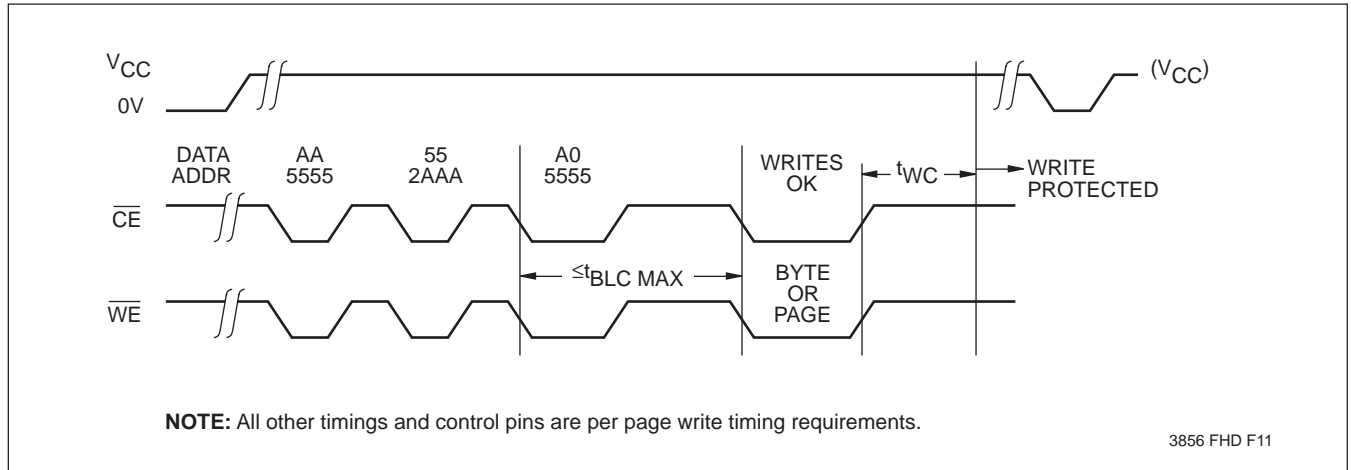 VCC
(VCC)
0V
DATA AA 55 A0 WRITES
ADDR 5555 2AAA 5555 OK
tWC
WRITE
PROTECTED
CE
≤tBLC MAX
BYTE
OR
PAGE
WE
NOTE: All other timings and control pins are per page write timing requirements.
3856 FHD F11